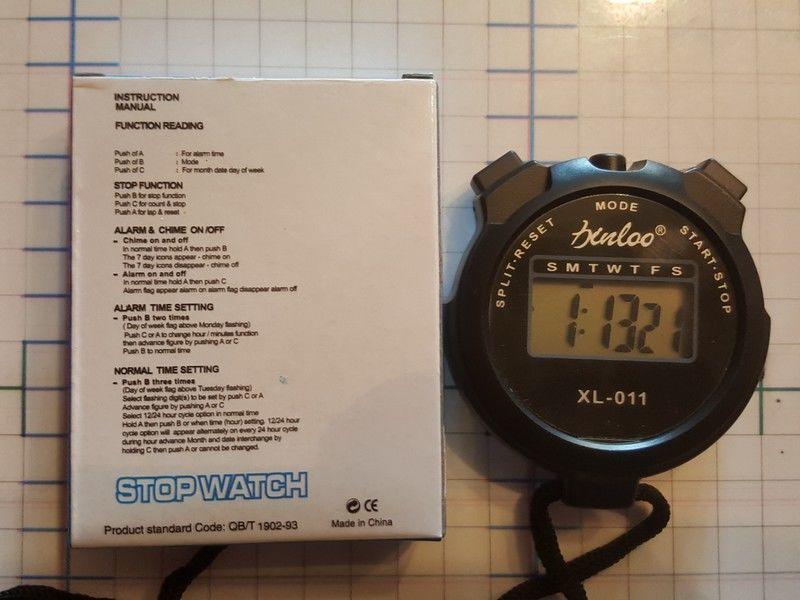 INSTRUCTION
MANUAL
FUNCTION READING
Push of A : For alarm time
Push of B : Mode
Push of C : For month date day of week
STOP FUNCTION
Push B for stop function
Push C for count & stop
Push A for lap & reset
ALARM & CHIME ON /OFF
– Chime on and off
In normal time hold A then push B
The 7 day icons appear - chime on
The 7 day icons disappear - chime off
– Alarm on and off
In normal time hold A then push C
Alarm flag appear alarm on alarm flag disappear alarm off
ALARM TIME SETTING
– Push B two times
( Day of week flag above Monday flashing)
Push C or A to change hour / minutes function
then advance figure by pushing A or C
Push B to normal time
NORMAL TIME SETTING
– Push B three times
(Day of week flag above Tuesday flashing)
Select flashing digit(s) to be set by push C or A
Advance figure by pushing A or C
Select 12/24 hour cycle option in normal time
Hold A then push B or when time (hour) setting. 12/24 hour
cycle option will appear alternately on every 24 hour cycle
during hour advance Month and date interchange by
holding C then push A or cannot be changed.
STOP WATCH
CE
Product standard Code: QB/T 1902-93
Made in China
MODE
SPLIT·RESET
START·STOP
binloo®
S M T W T F S
1:1321
XL-011